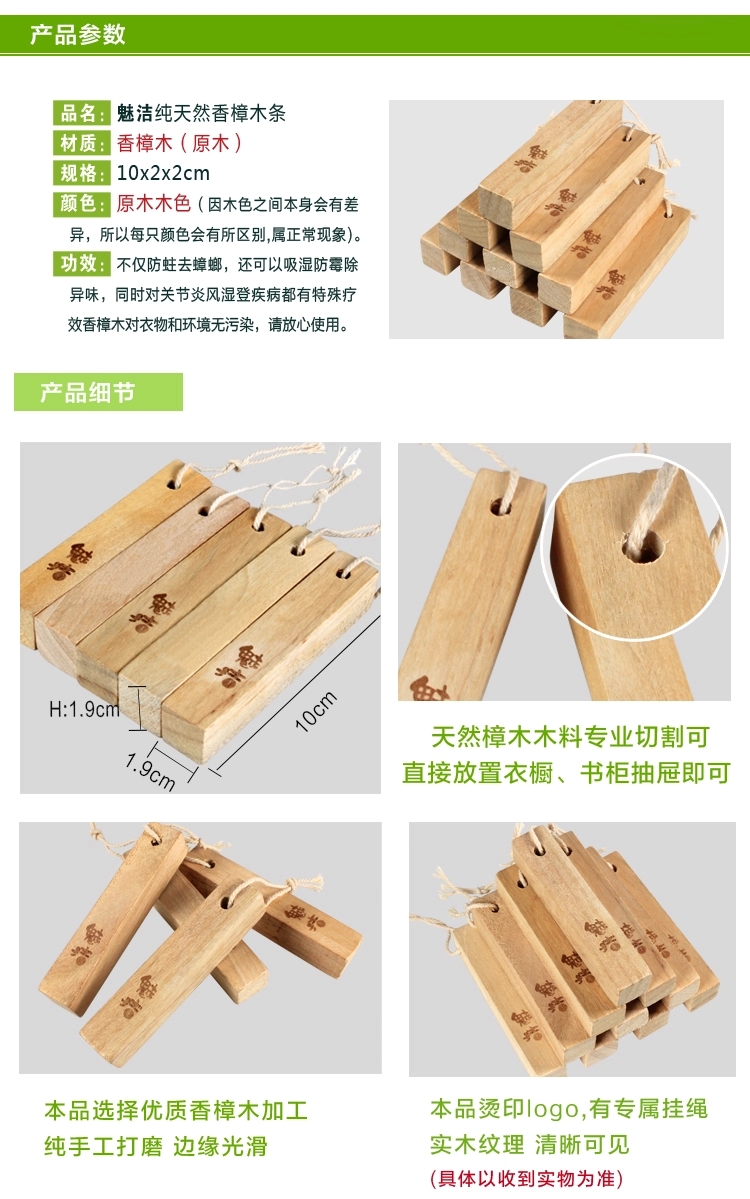 产品参数
品名： 魅洁纯天然香樟木条
材质： 香樟木（原木）
规格： 10x2x2cm
颜色： 原木木色（因木色之间本身会有差
异，所以每只颜色会有所区别,属正常现象)。
功效： 不仅防蛀去蟑螂，还可以吸湿防霉除
异味，同时对关节炎风湿登疾病都有特殊疗
效香樟木对衣物和环境无污染，请放心使用。
产品细节
H:1.9cm
1.9cm
10cm
天然樟木木料专业切割可
直接放置衣橱、书柜抽屉即可
本品选择优质香樟木加工
纯手工打磨 边缘光滑
本品烫印logo,有专属挂绳
实木纹理 清晰可见
(具体以收到实物为准)